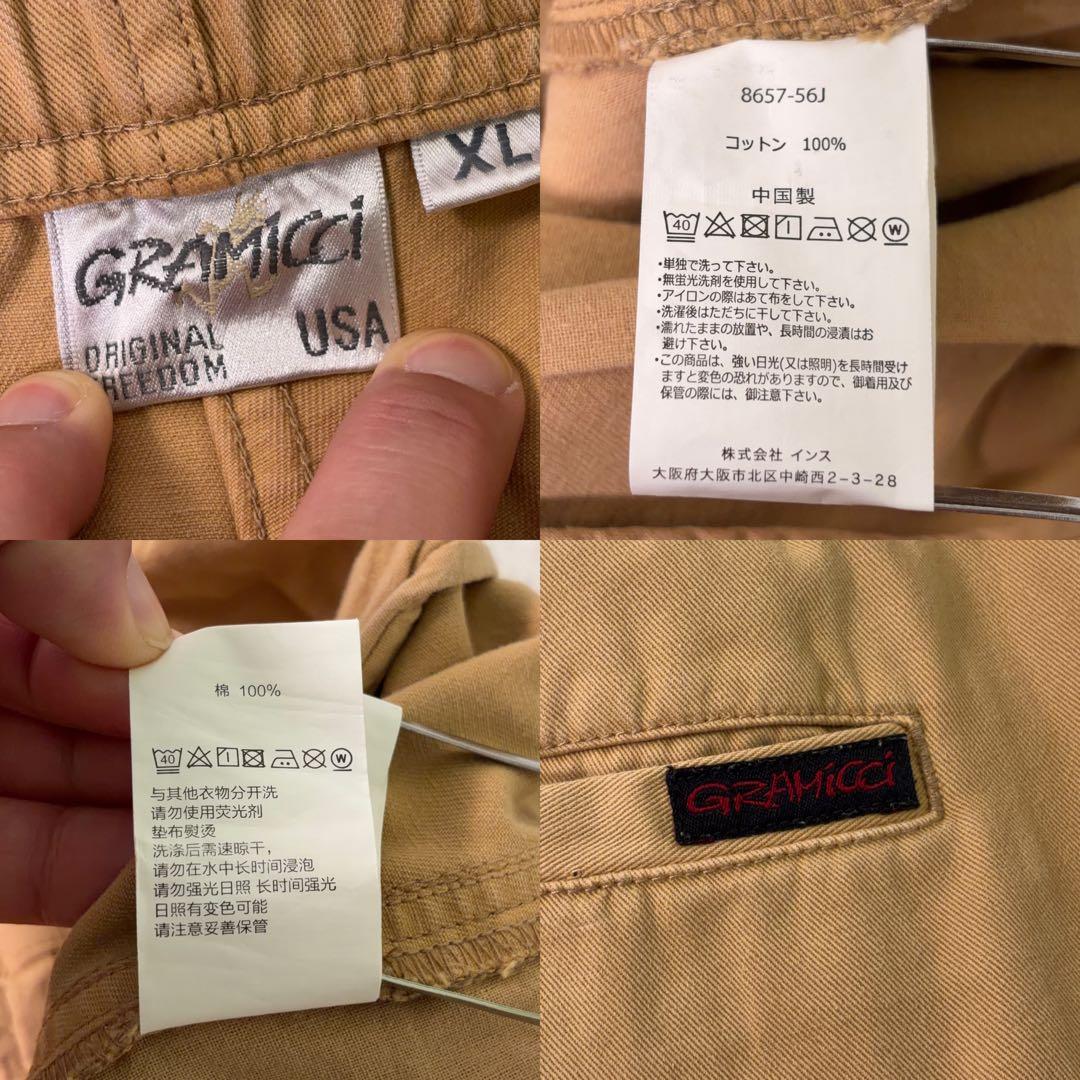 GRAMICCi
ORIGINAL
FREEDOM
USA
XL
8657-56J
コットン 100%
中国製
40
W
・単独で洗って下さい。
・無蛍光洗剤を使用して下さい。
・アイロンの際はあて布をして下さい。
・洗濯後はただちに干して下さい。
・濡れたままの放置や、長時間の浸漬はお
避け下さい。
・この商品は、強い日光(又は照明)を長時間受け
ますと変色の恐れがありますので、御着用及び
保管の際には、御注意下さい。
株式会社 インス
大阪府大阪市北区中崎西2-3-28
棉 100%
40
W
与其他衣物分开洗
请勿使用荧光剂
垫布熨烫
洗涤后需速晾干，
请勿在水中长时间浸泡
请勿强光日照 长时间强光
日照有变色可能
请注意妥善保管
GRAMiCCi